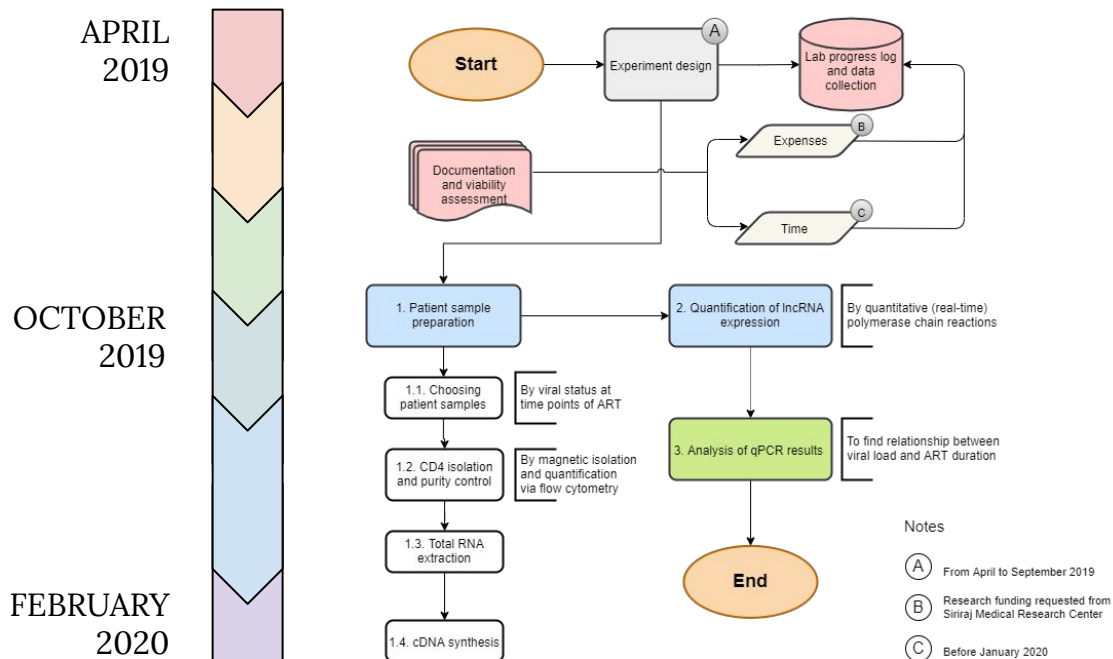 APRIL
2019
OCTOBER
2019
FEBRUARY
2020
Start
Experiment design
A
Lab progress log
and data
collection
Documentation
and viability
assessment
Expenses
B
Time
C
1. Patient sample
preparation
2. Quantification of lncRNA
expression
By quantitative (real-time)
polymerase chain reactions
1.1. Choosing
patient samples
By viral status at
time points of ART
1.2. CD4 isolation
and purity control
By magnetic isolation
and quantification
via flow cytometry
1.3. Total RNA
extraction
1.4. cDNA synthesis
3. Analysis of qPCR results
To find relationship between
viral load and ART duration
End
Notes
A From April to September 2019
B Research funding requested from
Siriraj Medical Research Center
C Before January 2020